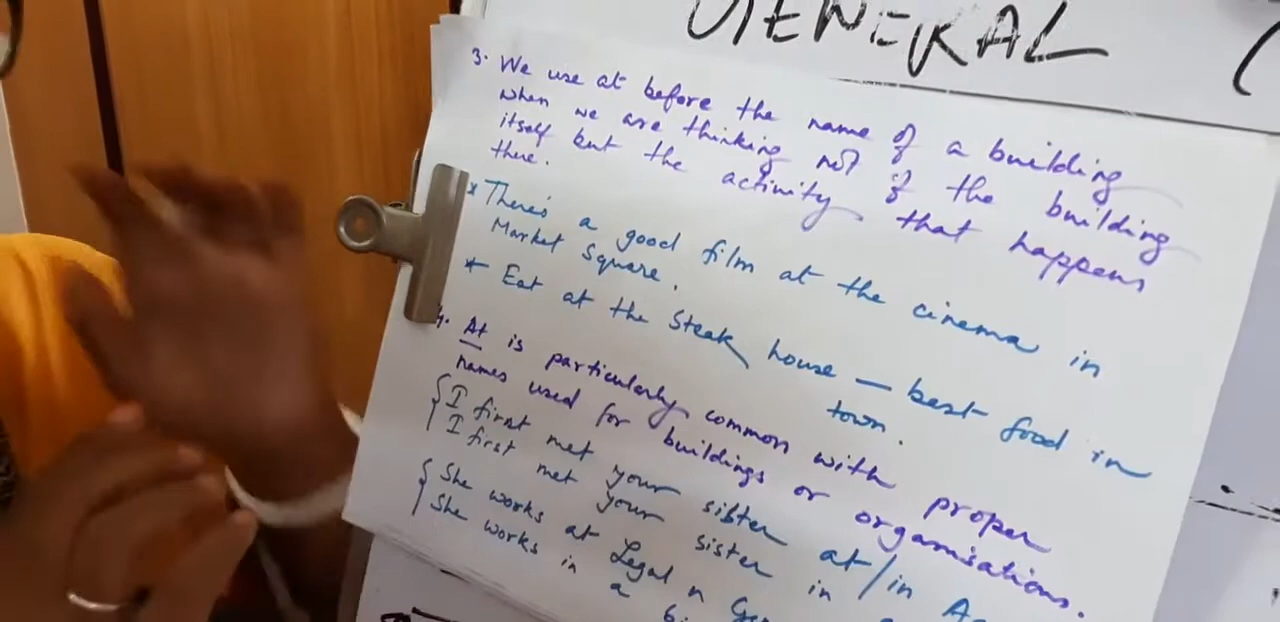 GENERAL (
3. We use at before the name of a building
when we are thinking not of the building
itself but the activity that happens
there.
* There's a good film at the cinema in
Market Square.
* Eat at the Steak house — best food in
town.
4. At is particularly common with proper
names used for buildings or organisations.
I first met your sister at/in
I first met your sister in a
She works at Legal n
She works in a